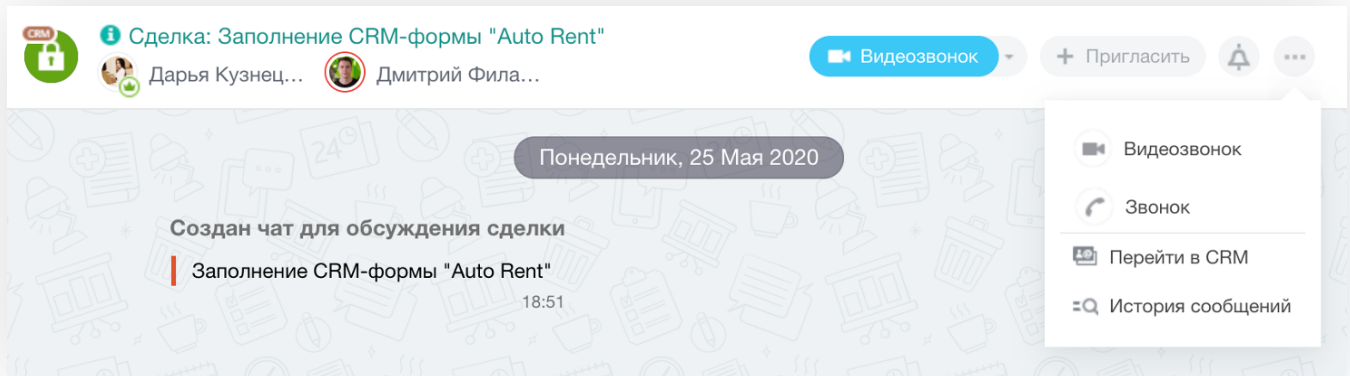 CRM
Сделка: Заполнение CRM-формы "Auto Rent"
Дарья Кузнец... Дмитрий Фила...
Видеозвонок
+ Пригласить
Понедельник, 25 Мая 2020
24
Создан чат для обсуждения сделки
Заполнение CRM-формы "Auto Rent"
18:51
Видеозвонок
Звонок
Перейти в CRM
История сообщений